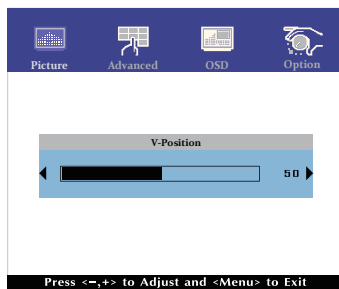 Picture Advanced OSD Option
V-Position
50
Press <-,+> to Adjust and <Menu> to Exit